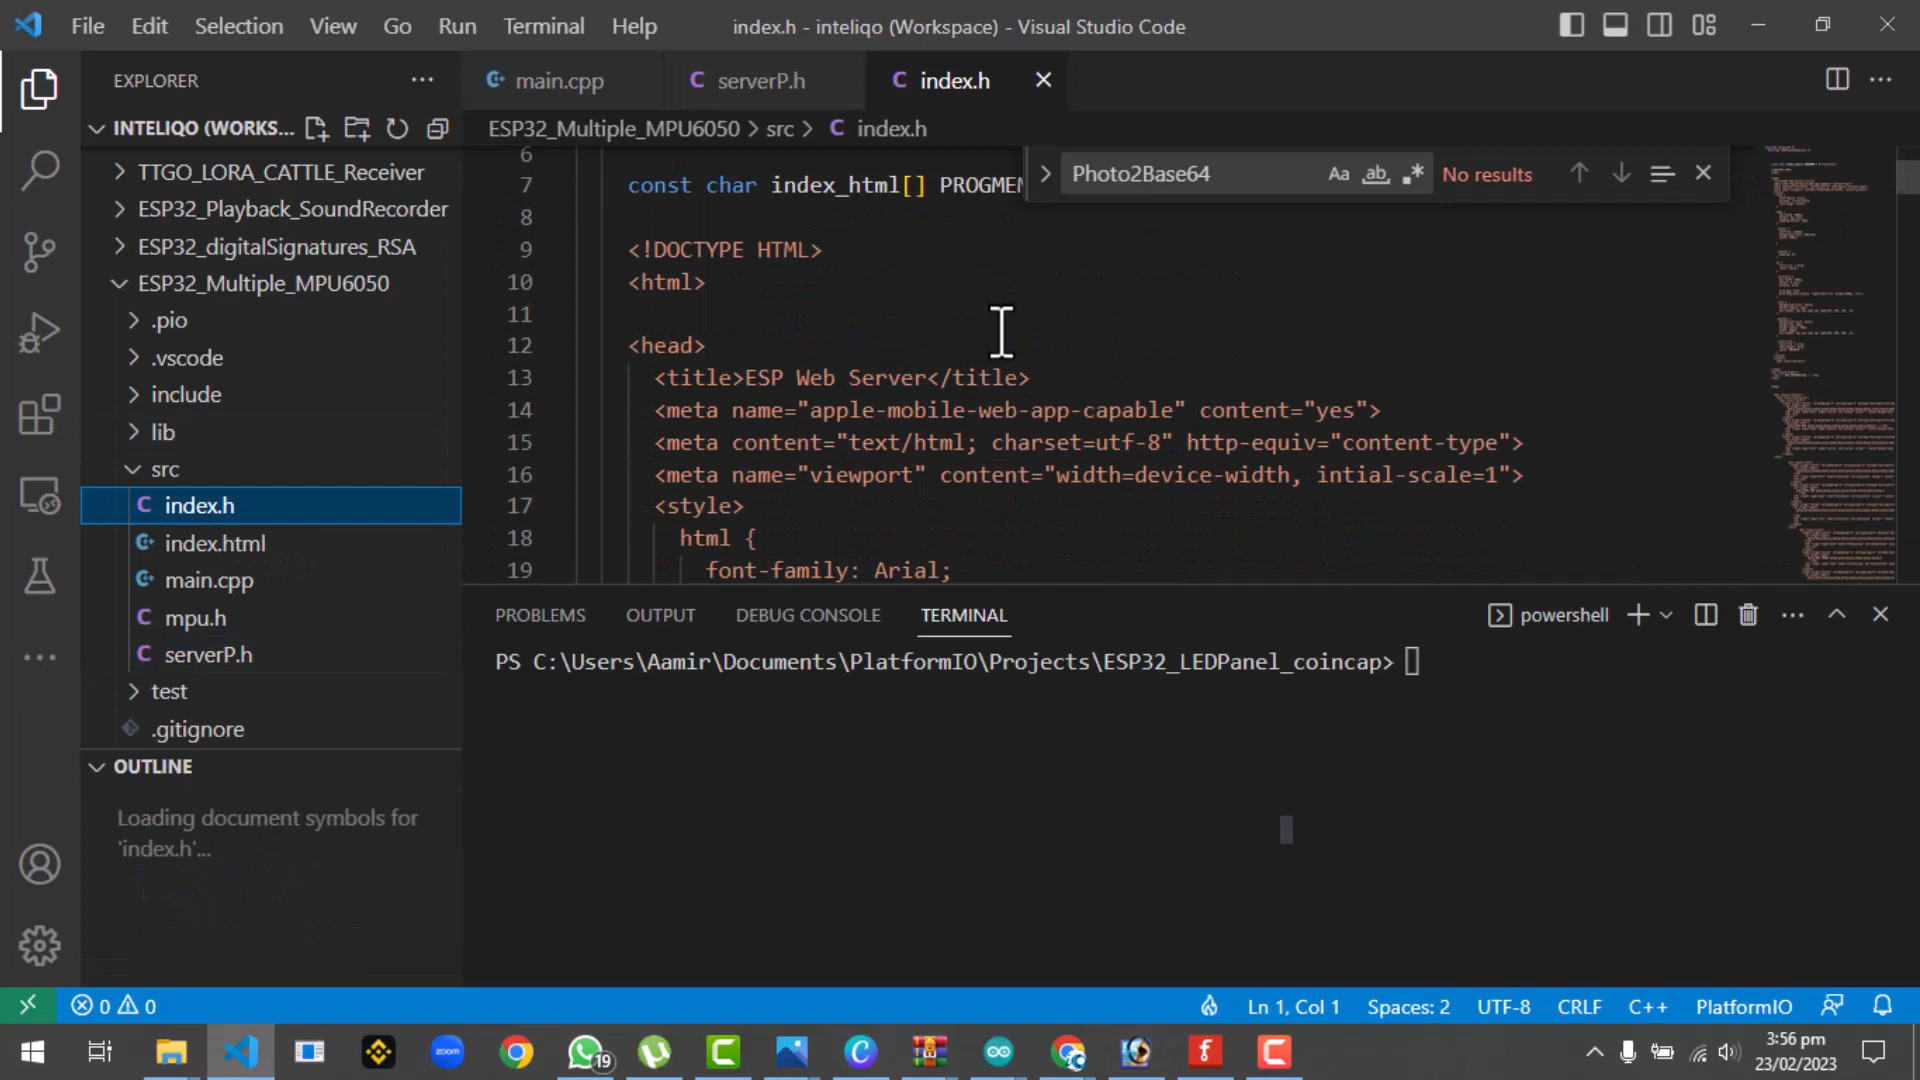 File Edit Selection View Go Run Terminal Help
index.h - inteliqo (Workspace) - Visual Studio Code
EXPLORER
main.cpp
serverP.h
index.h
INTELIQO (WORKS...
ESP32_Multiple_MPU6050 > src > C index.h
TTGO_LORA_CATTLE_Receiver
ESP32_Playback_SoundRecorder
ESP32_digitalSignatures_RSA
ESP32_Multiple_MPU6050
.pio
.vscode
include
lib
src
index.h
index.html
main.cpp
mpu.h
serverP.h
test
.gitignore
OUTLINE
Loading document symbols for
'index.h'...
Photo2Base64
Aa
ab
No results
6
7 const char index_html[] PROGMEM
8
9 <!DOCTYPE HTML>
10 <html>
11
12 <head>
13 <title>ESP Web Server</title>
14 <meta name="apple-mobile-web-app-capable" content="yes">
15 <meta content="text/html; charset=utf-8" http-equiv="content-type">
16 <meta name="viewport" content="width=device-width, intial-scale=1">
17 <style>
18 html {
19 font-family: Arial;
PROBLEMS OUTPUT DEBUG CONSOLE TERMINAL
powershell
PS C:\Users\Aamir\Documents\PlatformIO\Projects\ESP32_LEDPanel_coincap>
0 0
Ln 1, Col 1 Spaces: 2 UTF-8 CRLF C++ PlatformIO
zoom
19
3:56 pm
23/02/2023